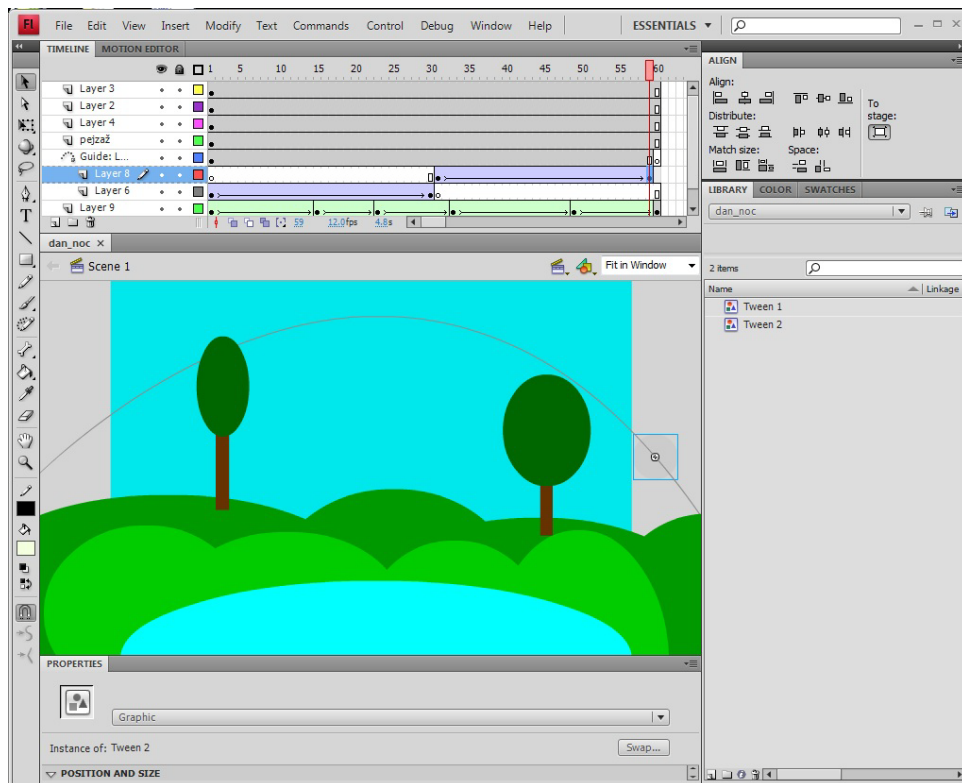 FL File Edit View Insert Modify Text Commands Control Debug Window Help ESSENTIALS
TIMELINE MOTION EDITOR
1 5 10 15 20 25 30 35 40 45 50 55 60
Layer 3
Layer 2
Layer 4
pejzaž
Guide: L...
Layer 8
Layer 6
Layer 9
59 12.0fps 4.8s
dan_noc
Scene 1 Fit in Window
PROPERTIES
Graphic
Instance of: Tween 2 Swap...
POSITION AND SIZE
ALIGN
Align:
To
stage:
Distribute:
Match size: Space:
LIBRARY COLOR SWATCHES
dan_noc
2 items
Name Linkage
Tween 1
Tween 2
T